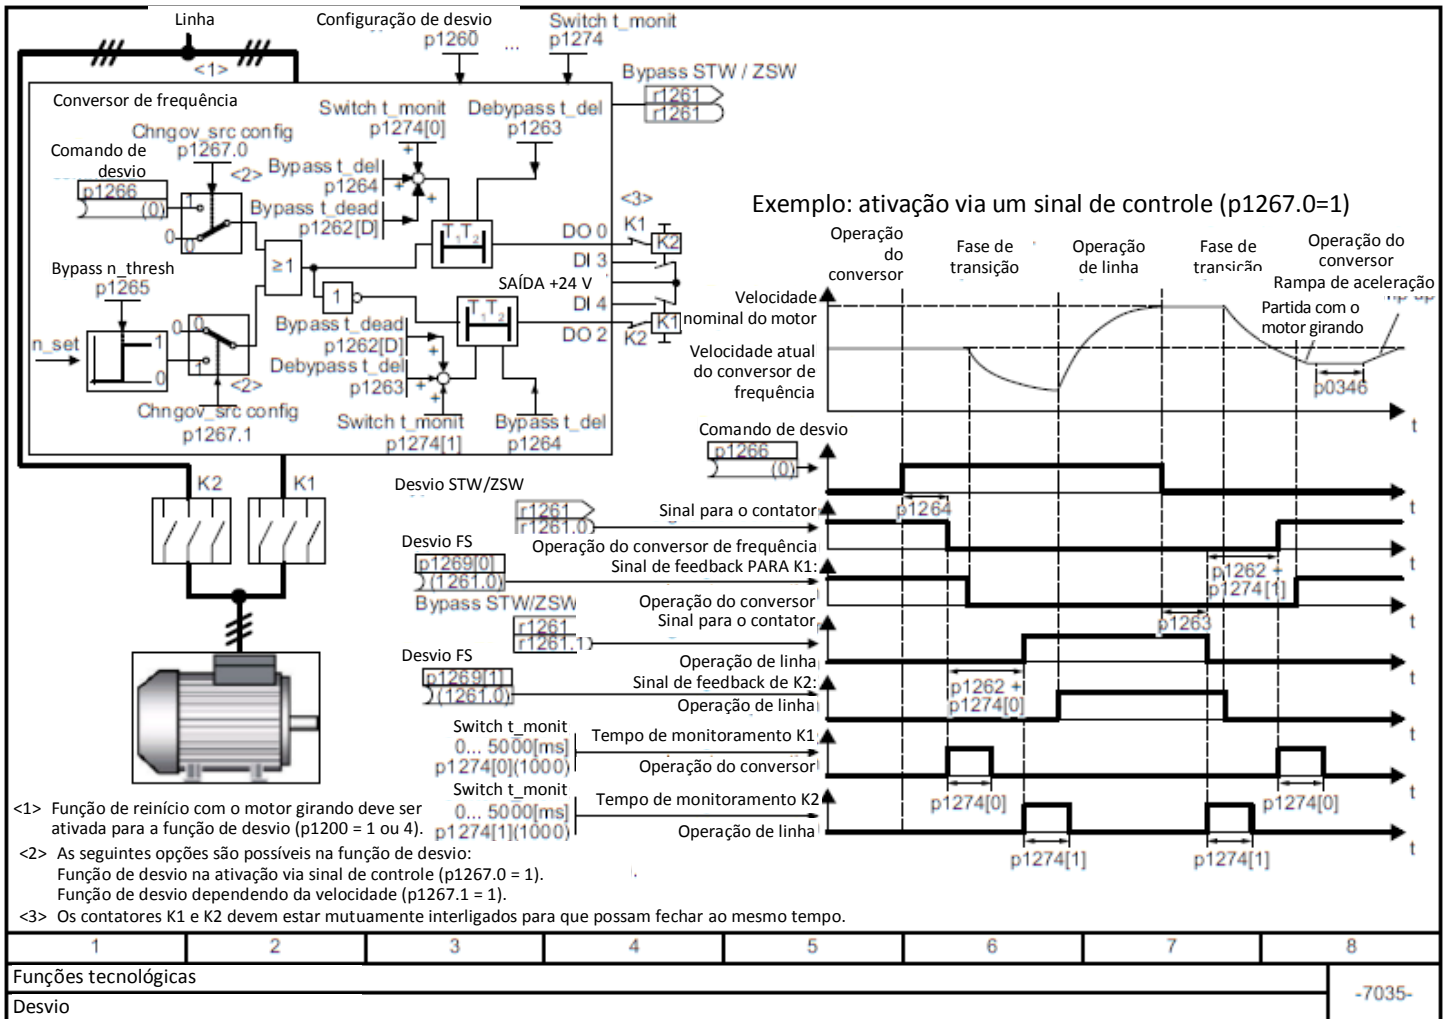 Linha
Configuração de desvio
p1260
...
Switch t_monit
p1274
<1>
Bypass STW / ZSW
r1261
r1261
Conversor de frequência
Switch t_monit
p1274[0]
Debypass t_del
p1263
Chngov_src config
p1267.0
Comando de
desvio
p1266
(0)
<2>
1
0
0
Bypass t_del
p1264
+
+
+
Bypass t_dead
p1262[D]
<3>
T1 T2
≥1
DO 0
K1
K2
DI 3
SAÍDA +24 V
DI 4
K1
DO 2
K2
1
T1 T2
Bypass n_thresh
p1265
n_set
1
0
0
0
1
<2>
Bypass t_dead
p1262[D]
Debypass t_del
p1263
+
+
+
Chngov_src config
p1267.1
Switch t_monit
p1274[1]
Bypass t_del
p1264
K2
K1
Exemplo: ativação via um sinal de controle (p1267.0=1)
Operação
do
conversor
Fase de
transição
Operação
de linha
Fase de
transição
Operação do
conversor
Rampa de aceleração
Partida com o
motor girando
Velocidade
nominal do motor
Velocidade atual
do conversor de
frequência
p0346
t
Comando de desvio
p1266
(0)
t
p1264
Desvio STW/ZSW
r1261
r1261.0
Sinal para o contator
Operação do conversor de frequência
t
Desvio FS
p1269[0]
(1261.0)
Sinal de feedback PARA K1:
Operação do conversor
p1262 +
p1274[1]
t
p1263
Bypass STW/ZSW
r1261
r1261.1
Sinal para o contator
Operação de linha
t
p1262 +
p1274[0]
Desvio FS
p1269[1]
(1261.0)
Sinal de feedback de K2:
Operação de linha
t
Switch t_monit
0... 5000[ms]
p1274[0](1000)
Tempo de monitoramento K1
Operação do conversor
t
p1274[0]
p1274[0]
Switch t_monit
0... 5000[ms]
p1274[1](1000)
Tempo de monitoramento K2
Operação de linha
t
p1274[1]
p1274[1]
<1> Função de reinício com o motor girando deve ser
ativada para a função de desvio (p1200 = 1 ou 4).
<2> As seguintes opções são possíveis na função de desvio:
Função de desvio na ativação via sinal de controle (p1267.0 = 1).
Função de desvio dependendo da velocidade (p1267.1 = 1).
<3> Os contatores K1 e K2 devem estar mutuamente interligados para que possam fechar ao mesmo tempo.
1 2 3 4 5 6 7 8
Funções tecnológicas
Desvio
-7035-